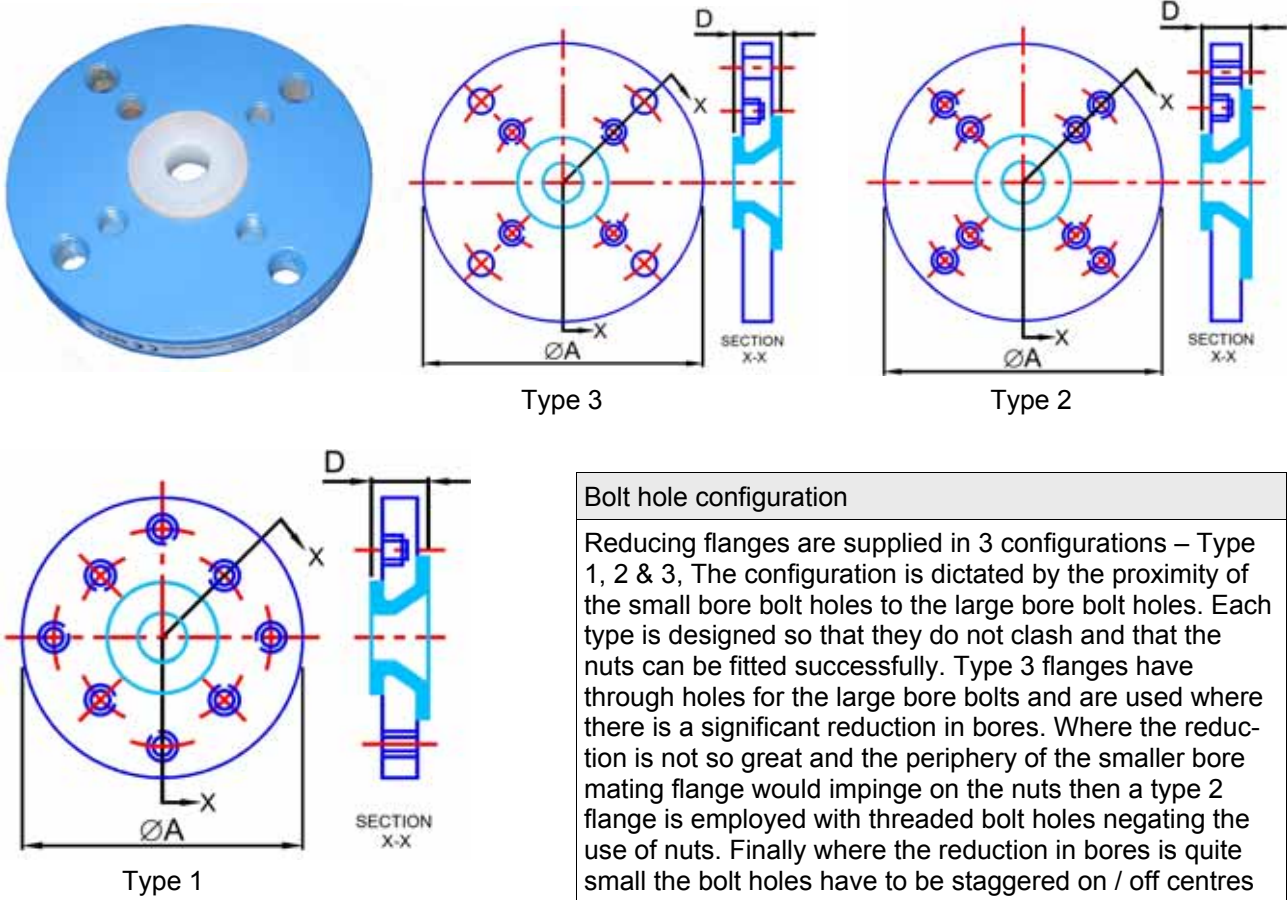 D
D
X
X
X
X
ØA
ØA
SECTION
X-X
SECTION
X-X
Type 3
Type 2
D
X
X
ØA
SECTION
X-X
Type 1
Bolt hole configuration
Reducing flanges are supplied in 3 configurations – Type
1, 2 & 3, The configuration is dictated by the proximity of
the small bore bolt holes to the large bore bolt holes. Each
type is designed so that they do not clash and that the
nuts can be fitted successfully. Type 3 flanges have
through holes for the large bore bolts and are used where
there is a significant reduction in bores. Where the reduc-
tion is not so great and the periphery of the smaller bore
mating flange would impinge on the nuts then a type 2
flange is employed with threaded bolt holes negating the
use of nuts. Finally where the reduction in bores is quite
small the bolt holes have to be staggered on / off centres